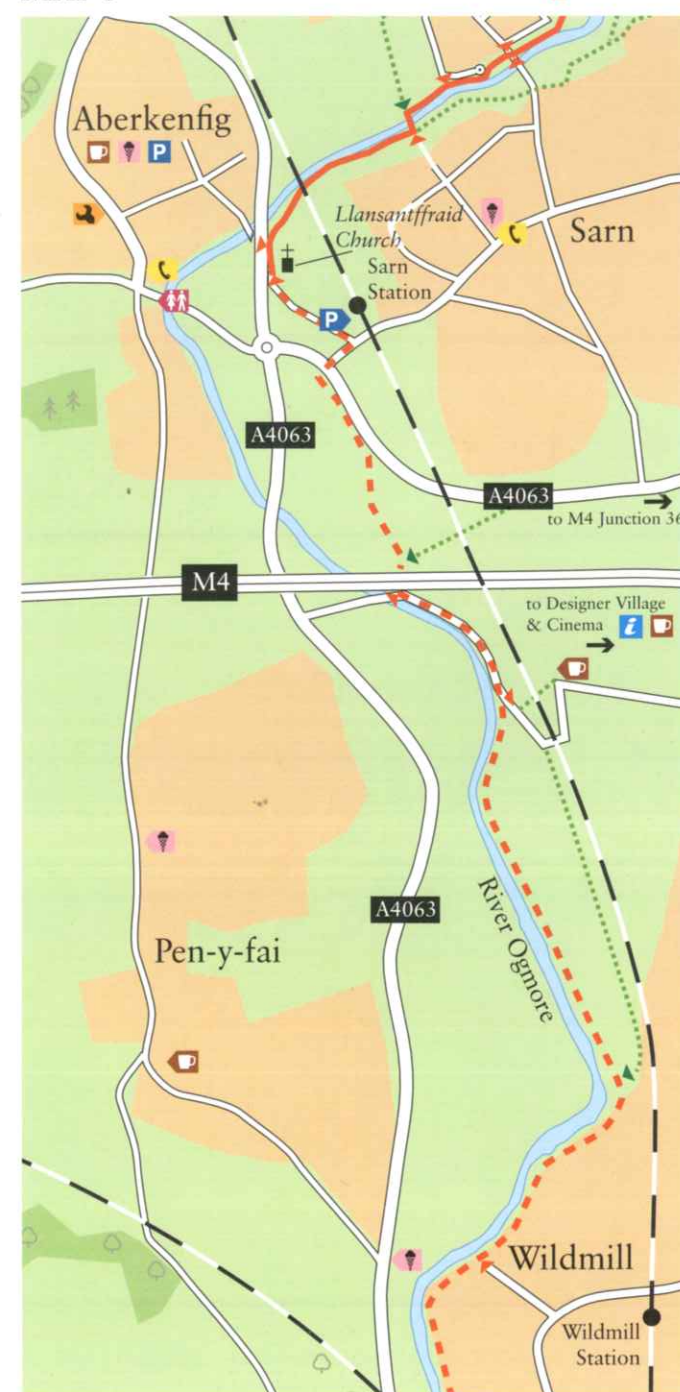 Aberkenfig
P
Llansantffraid
Church
Sarn
Sarn
Station
P
A4063
A4063
to M4 Junction 36
M4
to Designer Village
& Cinema i
A4063
River Ogmore
Pen-y-fai
Wildmill
Wildmill
Station